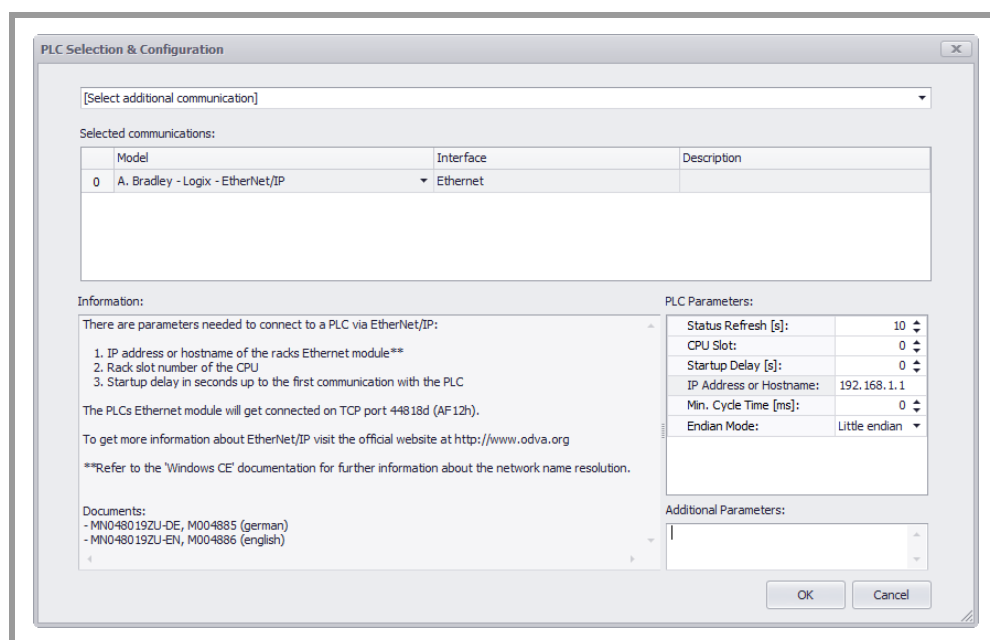 PLC Selection & Configuration
[Select additional communication]
Selected communications:
Model Interface Description
0 A. Bradley - Logix - EtherNet/IP Ethernet
Information:
There are parameters needed to connect to a PLC via EtherNet/IP:
1. IP address or hostname of the racks Ethernet module**
2. Rack slot number of the CPU
3. Startup delay in seconds up to the first communication with the PLC
The PLCs Ethernet module will get connected on TCP port 44818d (AF12h).
To get more information about EtherNet/IP visit the official website at http://www.odva.org
**Refer to the 'Windows CE' documentation for further information about the network name resolution.
Documents:
- MN048019ZU-DE, M004885 (german)
- MN048019ZU-EN, M004886 (english)
PLC Parameters:
Status Refresh [s]: 10
CPU Slot: 0
Startup Delay [s]: 0
IP Address or Hostname: 192.168.1.1
Min. Cycle Time [ms]: 0
Endian Mode: Little endian
Additional Parameters:
OK Cancel